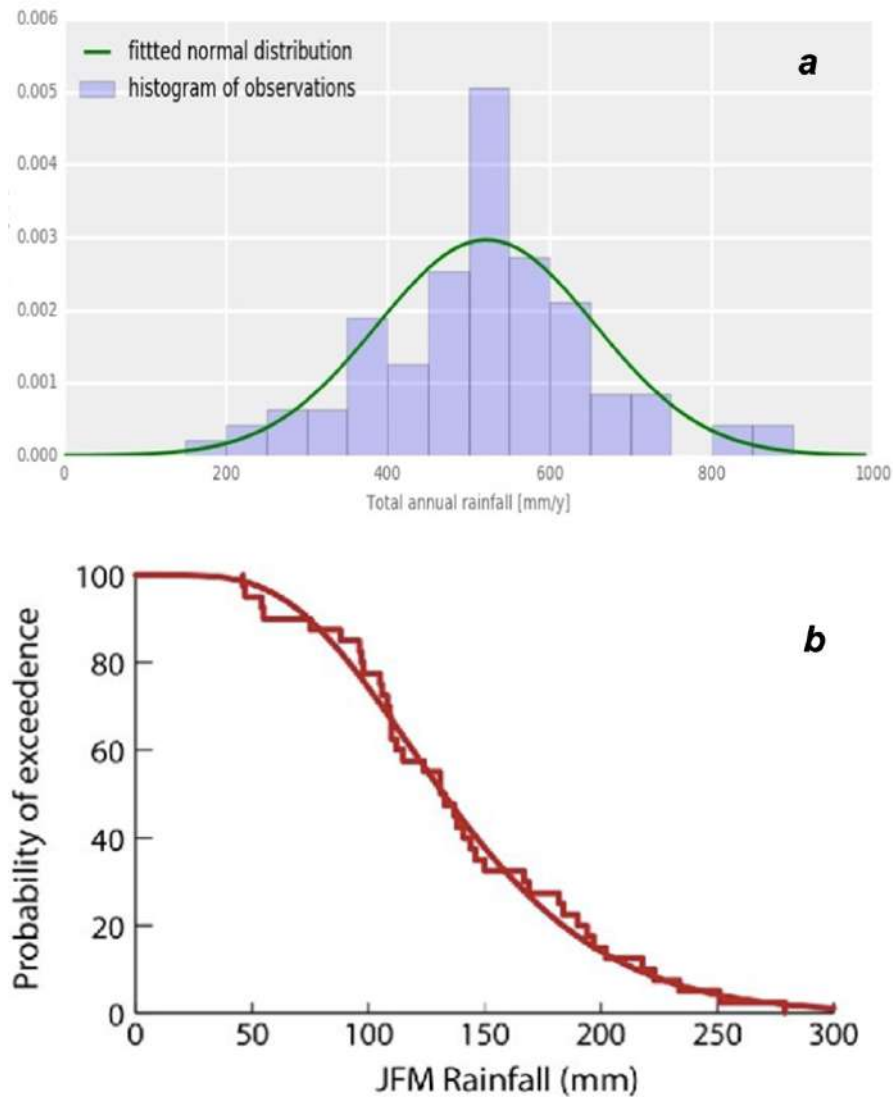 0.006
fittted normal distribution
a
histogram of observations
0.005
0.004
0.003
0.002
0.001
0.000
0 200 400 600 800 1000
Total annual rainfall [mm/y]
100
b
80
60
40
20
0
Probability of exceedence
0 50 100 150 200 250 300
JFM Rainfall (mm)